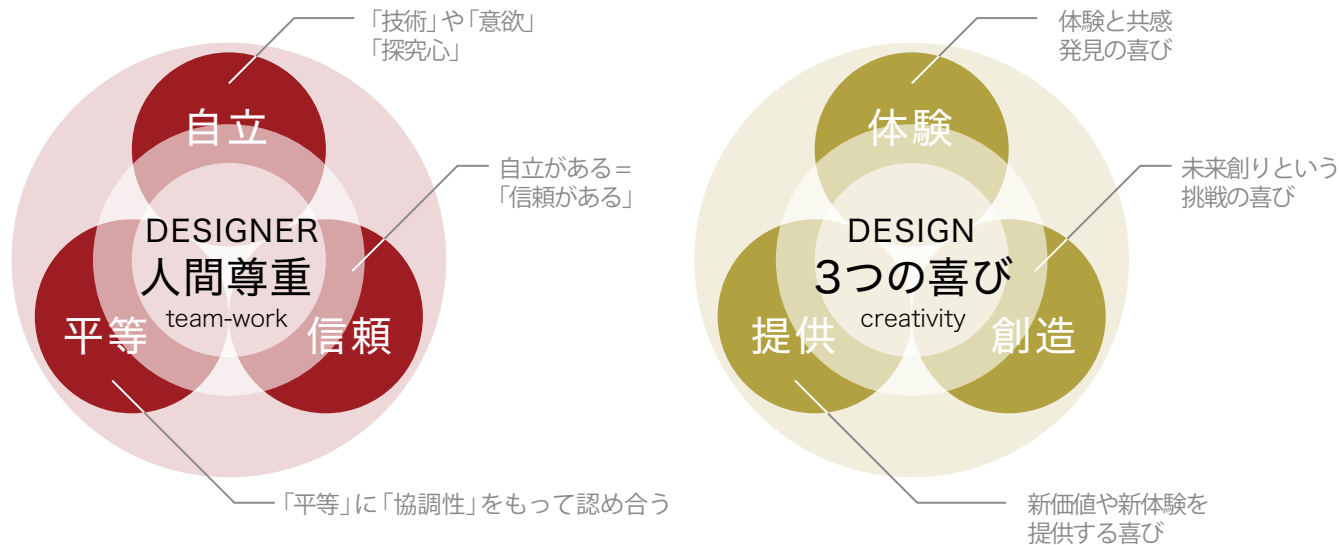 「技術」や「意欲」
「探究心」
自立
自立がある=
「信頼がある」
DESIGNER
人間尊重
team-work
平等
信頼
「平等」に「協調性」をもって認め合う
体験と共感
発見の喜び
体験
未来創りという
挑戦の喜び
DESIGN
3つの喜び
creativity
提供
創造
新価値や新体験を
提供する喜び